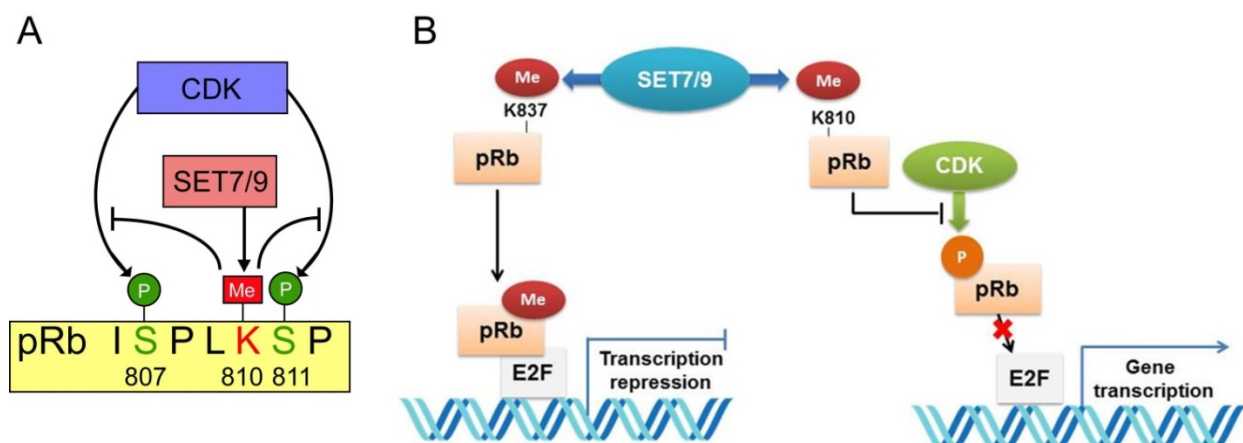 A
CDK
SET7/9
P
Me
P
pRb I S P L K S P
807 810 811
B
Me
SET7/9
Me
K837
K810
pRb
pRb
CDK
P
pRb
Me
pRb
E2F
Transcription
repression
E2F
Gene
transcription